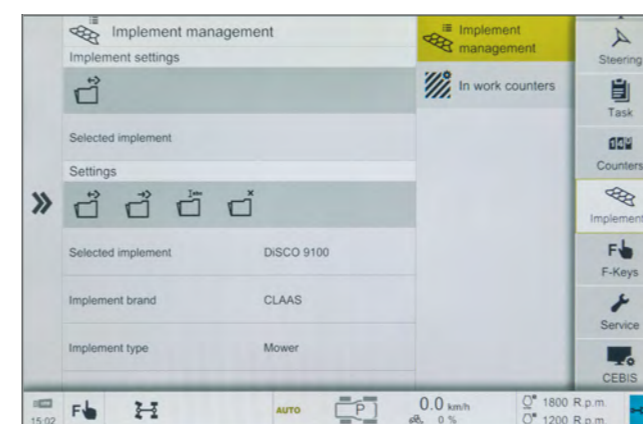 Implement management
Implement settings
Selected implement
Settings
Selected implement
DiSCO 9100
Implement brand
CLAAS
Implement type
Mower
Implement
management
In work counters
Steering
Task
Counters
Implement
F-Keys
Service
CEBIS
15:02
F
AUTO
P
0.0 km/h
0 %
1800 R.p.m.
1200 R.p.m.